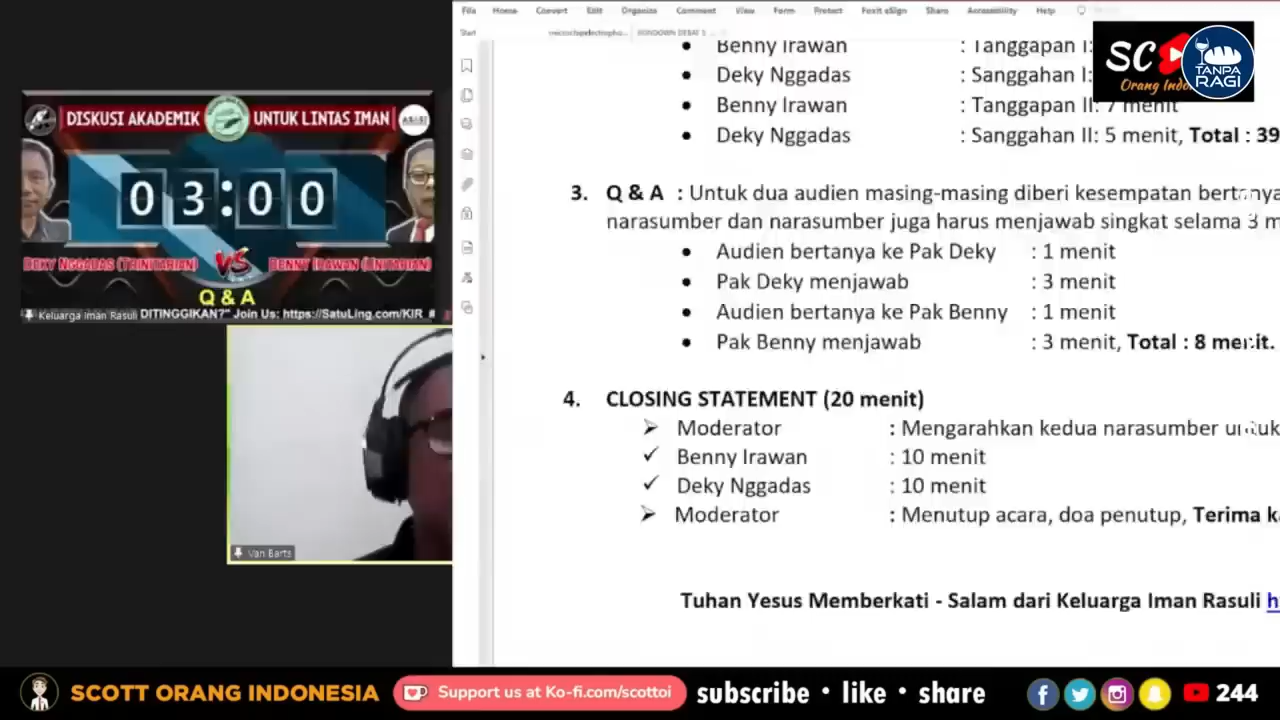 File Home Convert Edit Organize Comment View Form Protect Foxit eSign Share Accessibility Help
Start
RONDOWN DEBAT
SC
Orang Indo
TANPA
RAGI
• Benny Irawan : Tanggapan I:
• Deky Nggadas : Sanggahan I:
• Benny Irawan : Tanggapan II: 7 menit
• Deky Nggadas : Sanggahan II: 5 menit, Total : 39
3. Q & A : Untuk dua audien masing-masing diberi kesempatan bertanya
narasumber dan narasumber juga harus menjawab singkat selama 3 m
• Audien bertanya ke Pak Deky : 1 menit
• Pak Deky menjawab : 3 menit
• Audien bertanya ke Pak Benny : 1 menit
• Pak Benny menjawab : 3 menit, Total : 8 menit.
4. CLOSING STATEMENT (20 menit)
➢ Moderator : Mengarahkan kedua narasumber untuk
✓ Benny Irawan : 10 menit
✓ Deky Nggadas : 10 menit
➢ Moderator : Menutup acara, doa penutup, Terima k
Tuhan Yesus Memberkati - Salam dari Keluarga Iman Rasuli h
DISKUSI AKADEMIK UNTUK LINTAS IMAN
03:00
DEKY NGGADAS (TRINITARIAN) VS BENNY IRAWAN (UNITARIAN)
Q & A
Keluarga Iman Rasuli DITINGGIKAN?" Join Us: https://SatuLing.com/KIR
Van Barts
SCOTT ORANG INDONESIA Support us at Ko-fi.com/scottoi subscribe • like • share 244